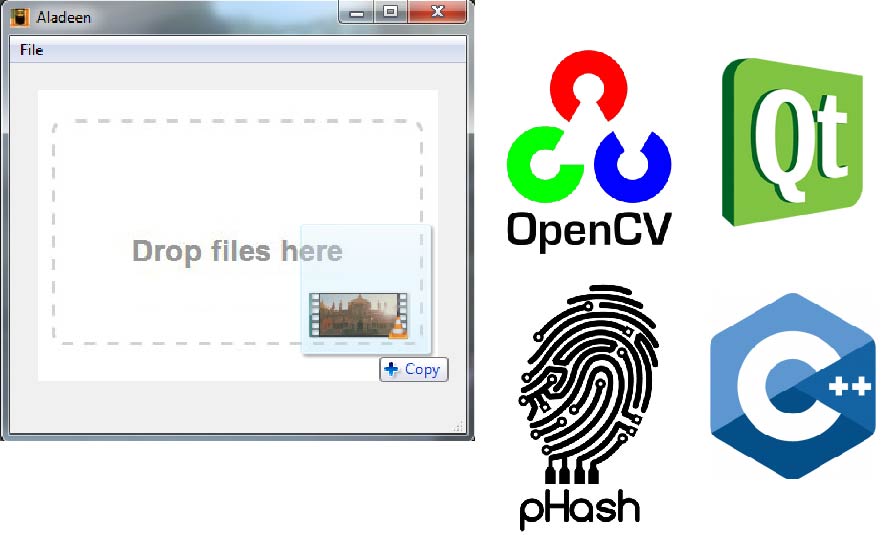 Aladeen
File
Drop files here
Copy
OpenCV
Qt
pHash
C++